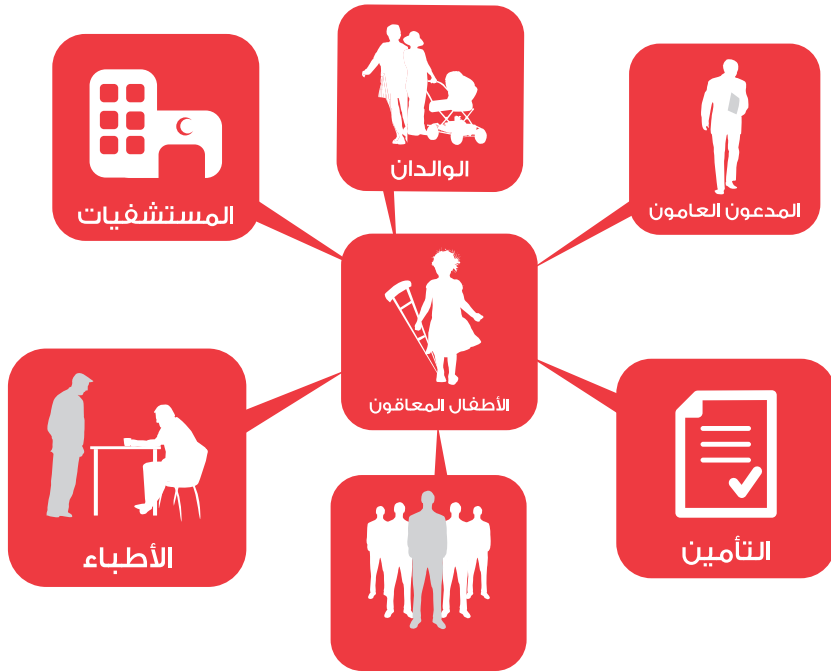 الوالدان
المدعون العامون
المستشفيات
الأطفال المعاقون
التأمين
الأطباء